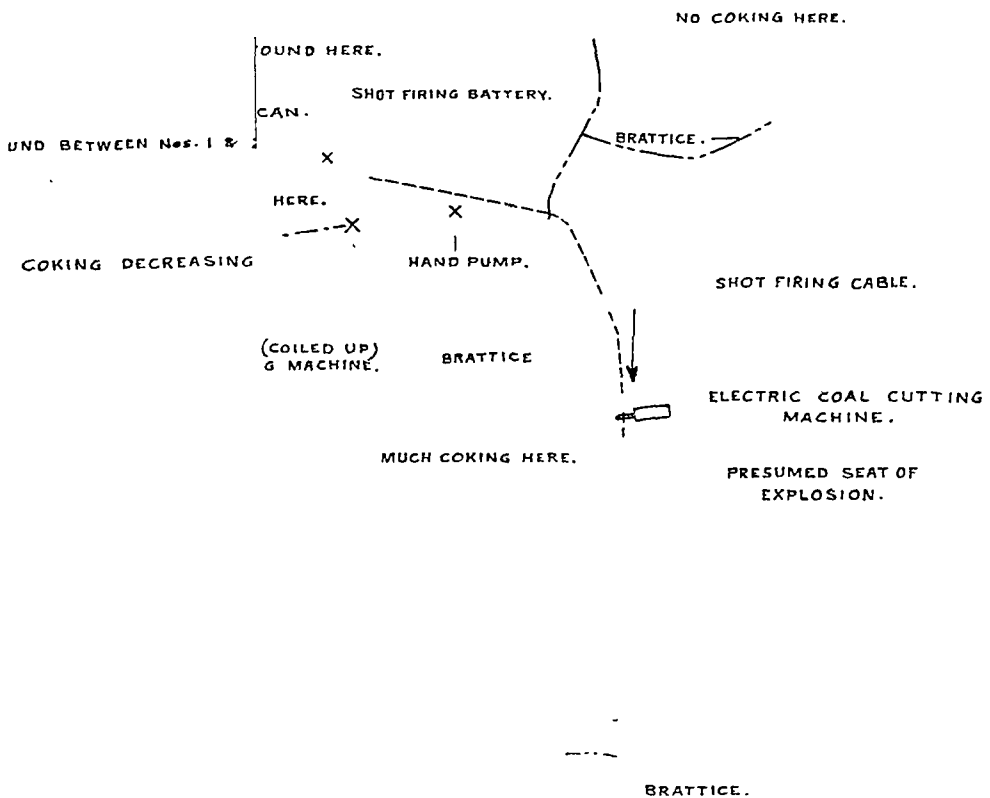 NO COKING HERE.
OUND HERE.
SHOT FIRING BATTERY.
CAN.
BRATTICE.
UND BETWEEN Nos. 1 &
HERE.
COKING DECREASING
HAND PUMP.
SHOT FIRING CABLE.
(COILED UP)
G MACHINE.
BRATTICE
ELECTRIC COAL CUTTING
MACHINE.
MUCH COKING HERE.
PRESUMED SEAT OF
EXPLOSION.
BRATTICE.